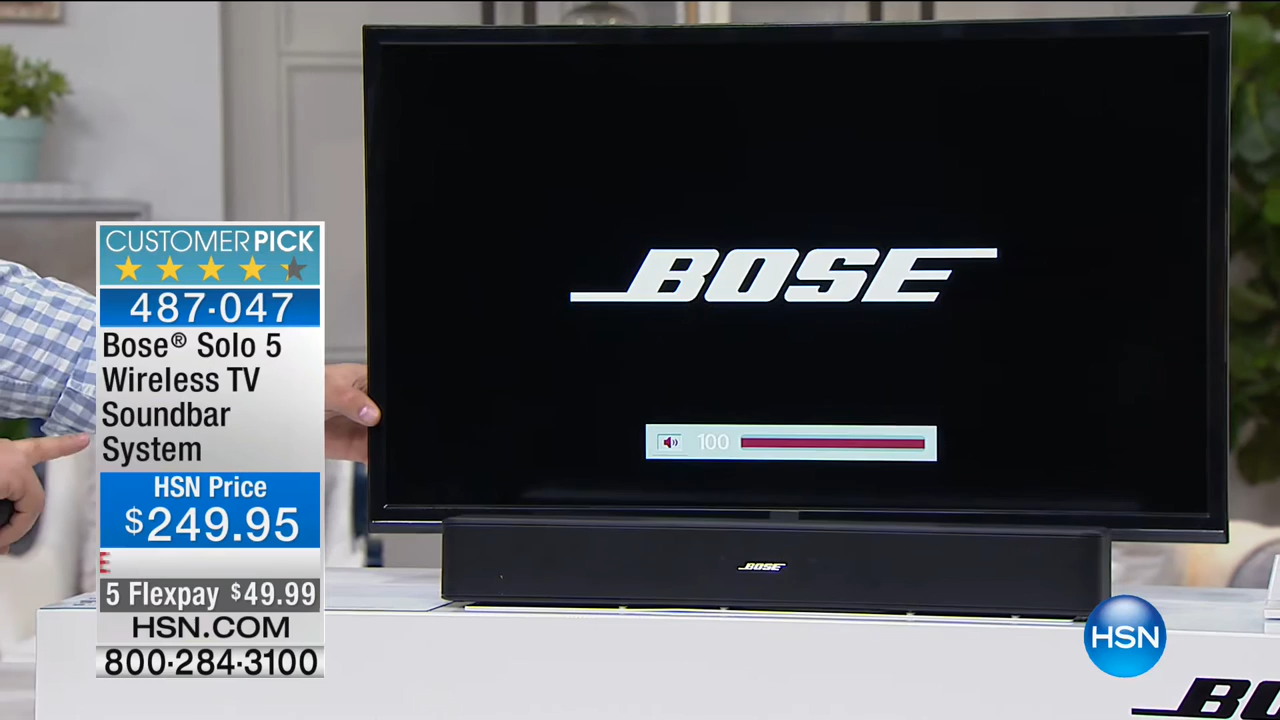 CUSTOMER PICK
487·047
Bose® Solo 5
Wireless TV
Soundbar
System
HSN Price
$249.95
E
5 Flexpay $49.99
HSN.COM
800·284·3100
BOSE
100
BOSE
HSN
BO